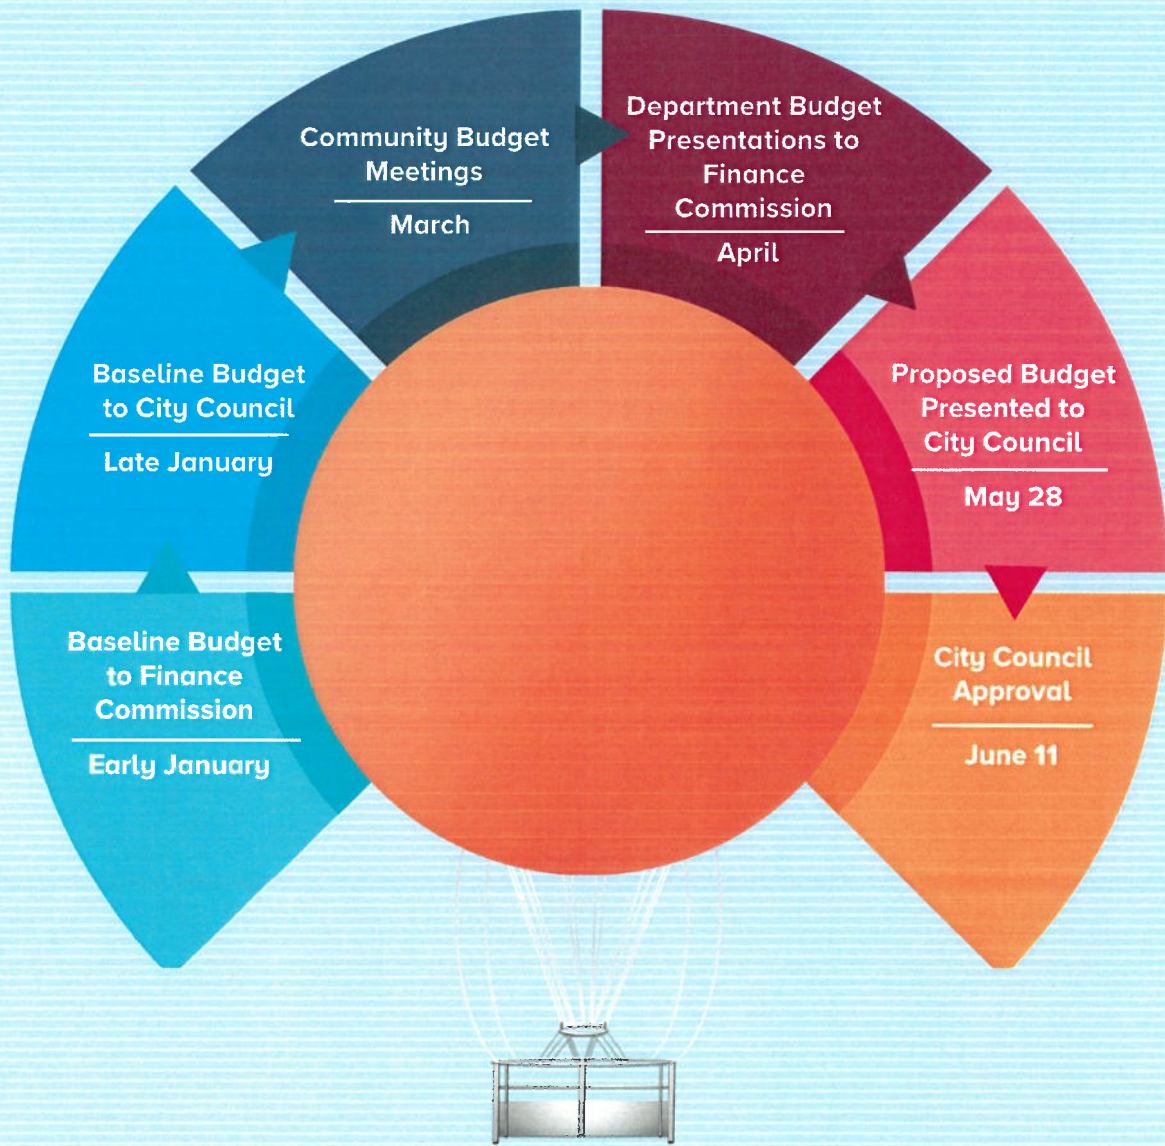 Baseline Budget
to Finance
Commission
Early January
Baseline Budget
to City Council
Late January
Community Budget
Meetings
March
Department Budget
Presentations to
Finance
Commission
April
Proposed Budget
Presented to
City Council
May 28
City Council
Approval
June 11